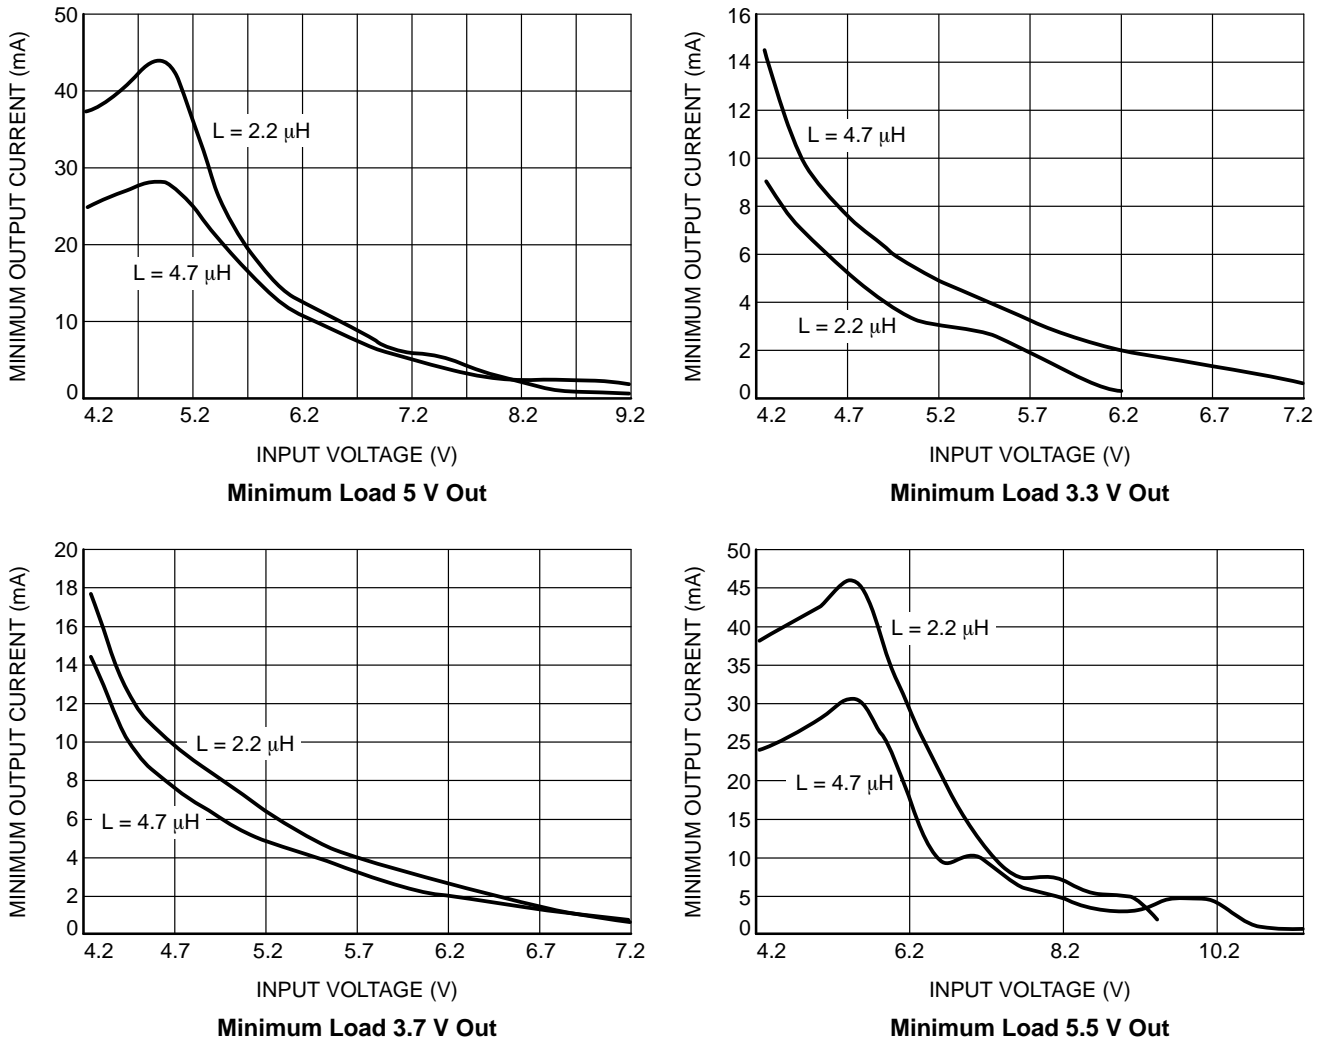 MINIMUM OUTPUT CURRENT (mA)
50
40
30
20
10
0
L = 2.2 μH
L = 4.7 μH
4.2 5.2 6.2 7.2 8.2 9.2
INPUT VOLTAGE (V)
Minimum Load 5 V Out
MINIMUM OUTPUT CURRENT (mA)
16
14
12
10
8
6
4
2
0
L = 4.7 μH
L = 2.2 μH
4.2 4.7 5.2 5.7 6.2 6.7 7.2
INPUT VOLTAGE (V)
Minimum Load 3.3 V Out
MINIMUM OUTPUT CURRENT (mA)
20
18
16
14
12
10
8
6
4
2
0
L = 2.2 μH
L = 4.7 μH
4.2 4.7 5.2 5.7 6.2 6.7 7.2
INPUT VOLTAGE (V)
Minimum Load 3.7 V Out
MINIMUM OUTPUT CURRENT (mA)
50
45
40
35
30
25
20
15
10
5
0
L = 2.2 μH
L = 4.7 μH
4.2 6.2 8.2 10.2
INPUT VOLTAGE (V)
Minimum Load 5.5 V Out